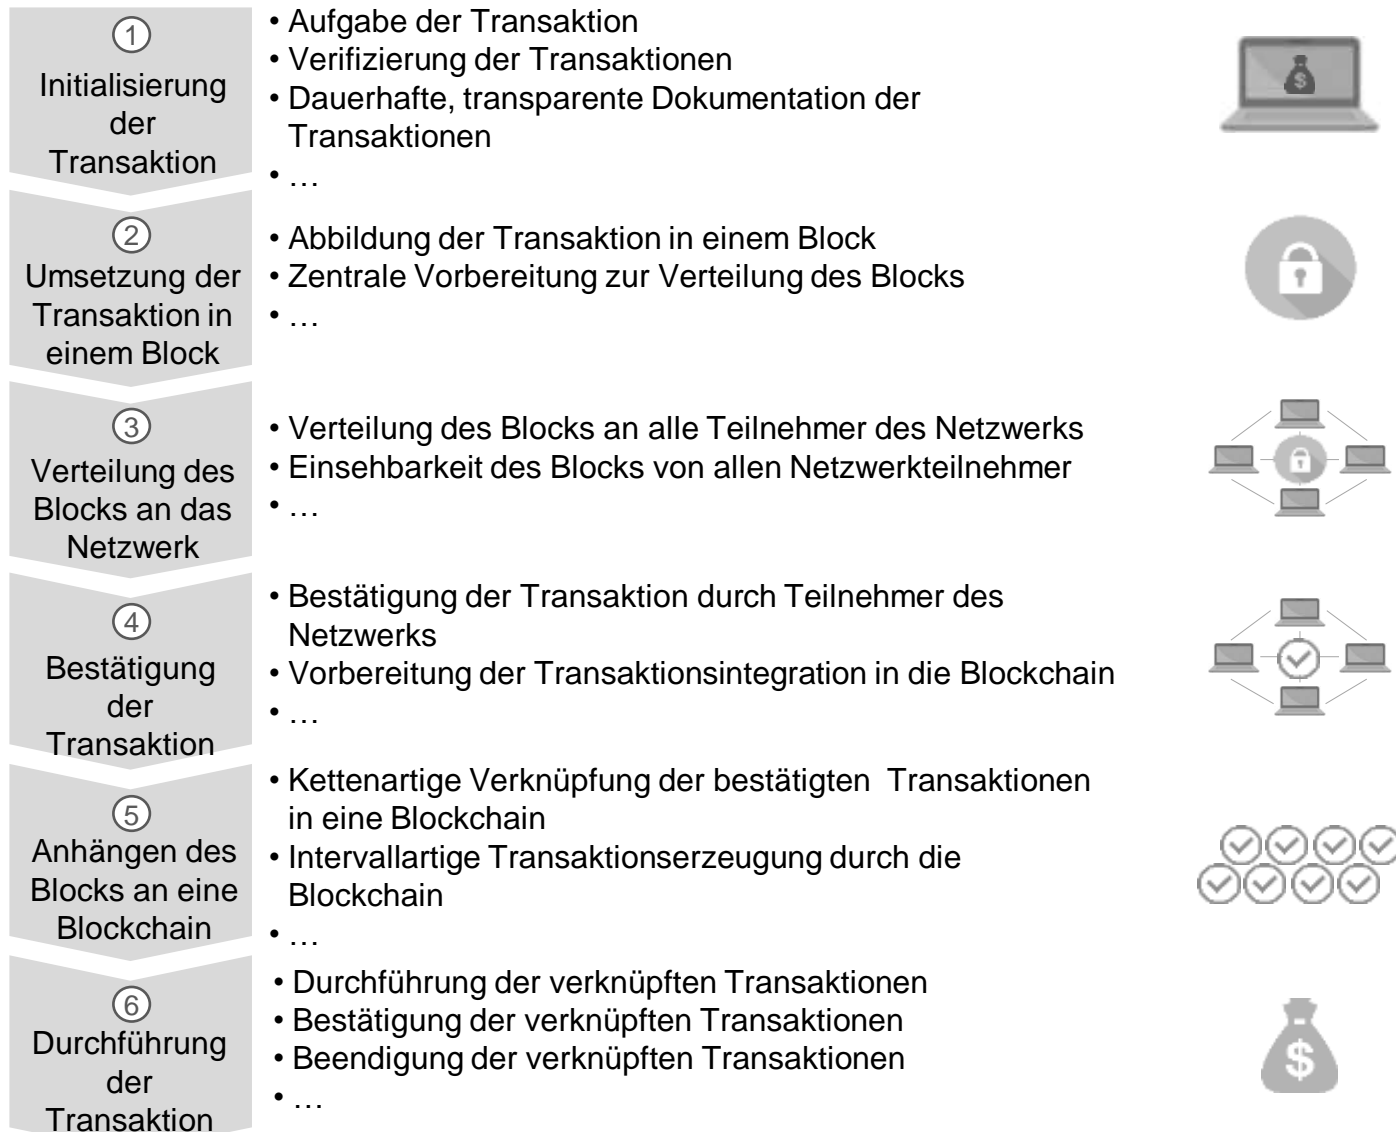 1
Initialisierung
der
Transaktion
• Aufgabe der Transaktion
• Verifizierung der Transaktionen
• Dauerhafte, transparente Dokumentation der
Transaktionen
• …
$
2
Umsetzung der
Transaktion in
einem Block
• Abbildung der Transaktion in einem Block
• Zentrale Vorbereitung zur Verteilung des Blocks
• …
3
Verteilung des
Blocks an das
Netzwerk
• Verteilung des Blocks an alle Teilnehmer des Netzwerks
• Einsehbarkeit des Blocks von allen Netzwerkteilnehmer
• …
4
Bestätigung
der
Transaktion
• Bestätigung der Transaktion durch Teilnehmer des
Netzwerks
• Vorbereitung der Transaktionsintegration in die Blockchain
• …
5
Anhängen des
Blocks an eine
Blockchain
• Kettenartige Verknüpfung der bestätigten  Transaktionen
in eine Blockchain
• Intervallartige Transaktionserzeugung durch die
Blockchain
• …
6
Durchführung
der
Transaktion
• Durchführung der verknüpften Transaktionen
• Bestätigung der verknüpften Transaktionen
• Beendigung der verknüpften Transaktionen
• …
$